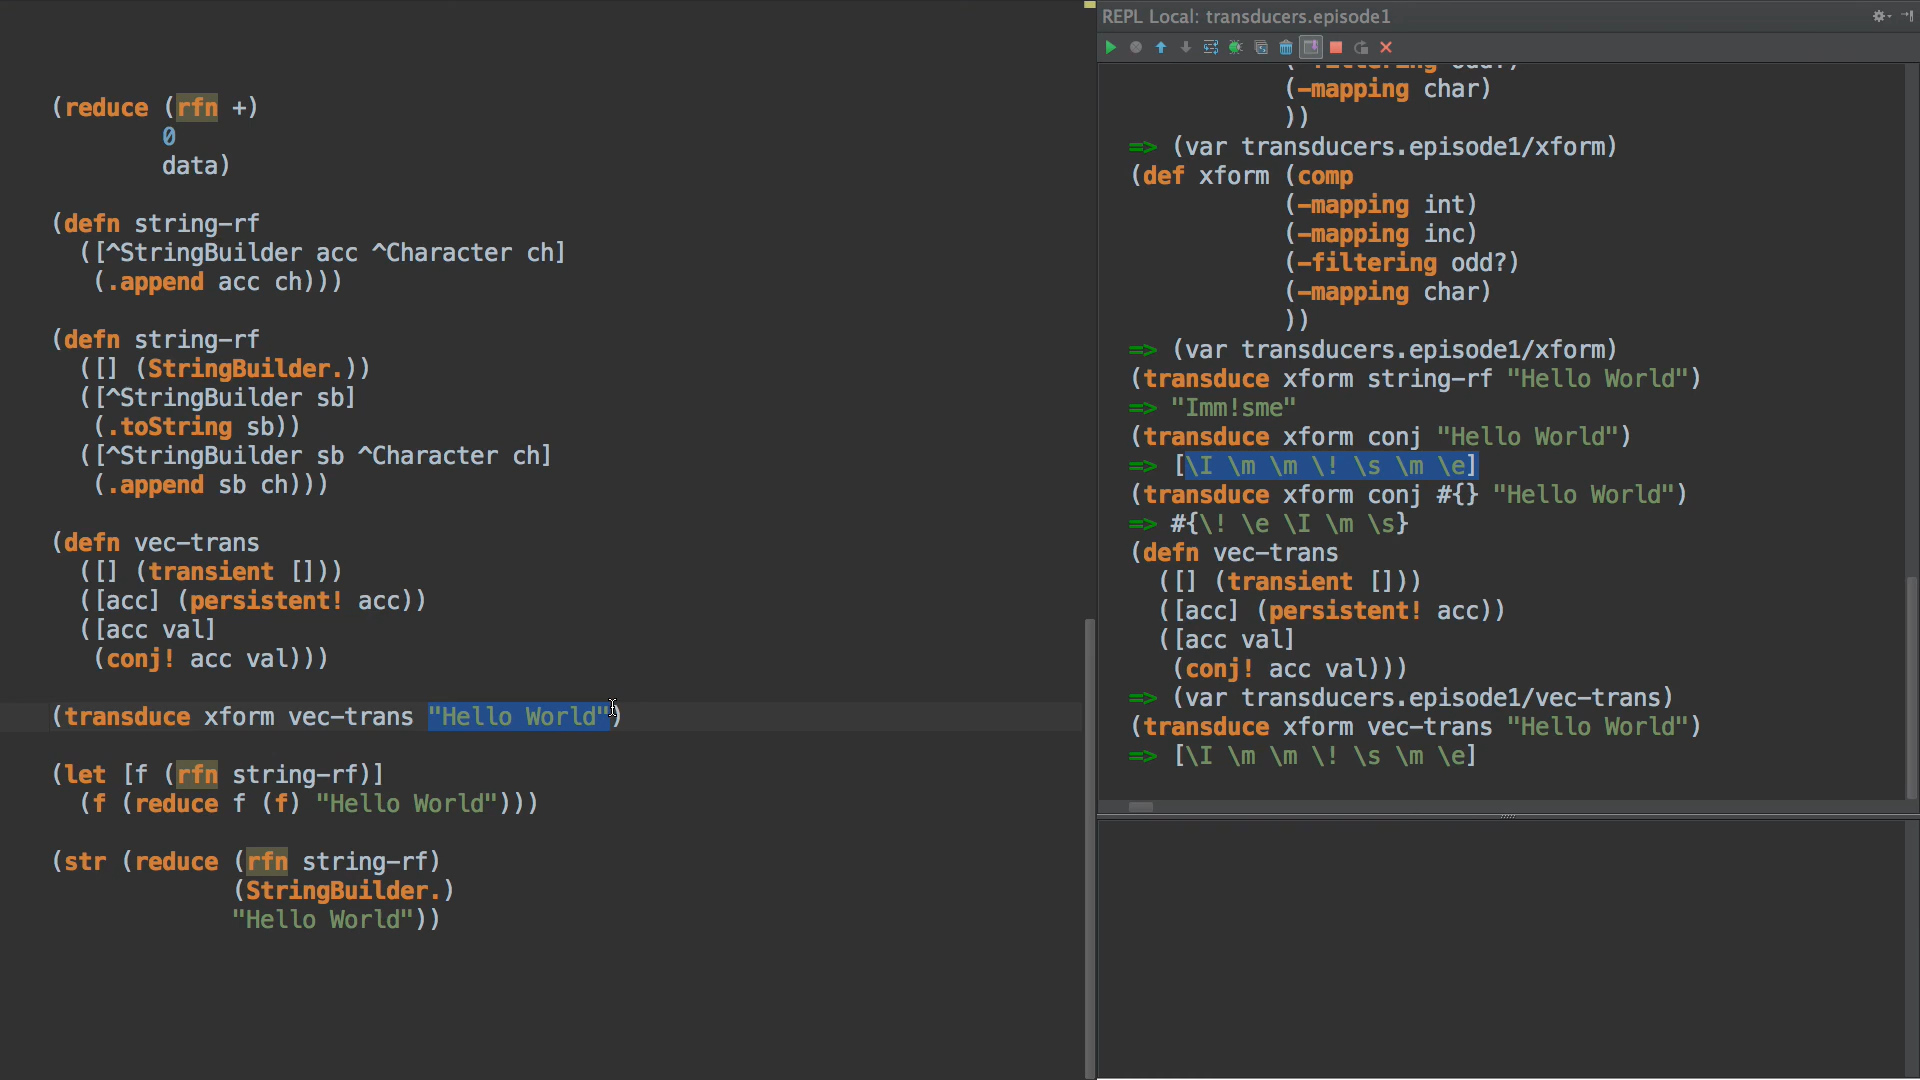 (reduce (rfn +)
0
data)
(defn string-rf
([^StringBuilder acc ^Character ch]
(.append acc ch)))
(defn string-rf
([] (StringBuilder.))
([^StringBuilder sb]
(.toString sb))
([^StringBuilder sb ^Character ch]
(.append sb ch)))
(defn vec-trans
([] (transient []))
([acc] (persistent! acc))
([acc val]
(conj! acc val)))
(transduce xform vec-trans "Hello World")
(let [f (rfn string-rf)]
(f (reduce f (f) "Hello World")))
(str (reduce (rfn string-rf)
(StringBuilder.)
"Hello World"))
REPL Local: transducers.episode1
(-filtering odd?)
(-mapping char)
))
=> (var transducers.episode1/xform)
(def xform (comp
(-mapping int)
(-mapping inc)
(-filtering odd?)
(-mapping char)
))
=> (var transducers.episode1/xform)
(transduce xform string-rf "Hello World")
=> "Imm!sme"
(transduce xform conj "Hello World")
=> [\I \m \m \! \s \m \e]
(transduce xform conj #{} "Hello World")
=> #{\! \e \I \m \s}
(defn vec-trans
([] (transient []))
([acc] (persistent! acc))
([acc val]
(conj! acc val)))
=> (var transducers.episode1/vec-trans)
(transduce xform vec-trans "Hello World")
=> [\I \m \m \! \s \m \e]